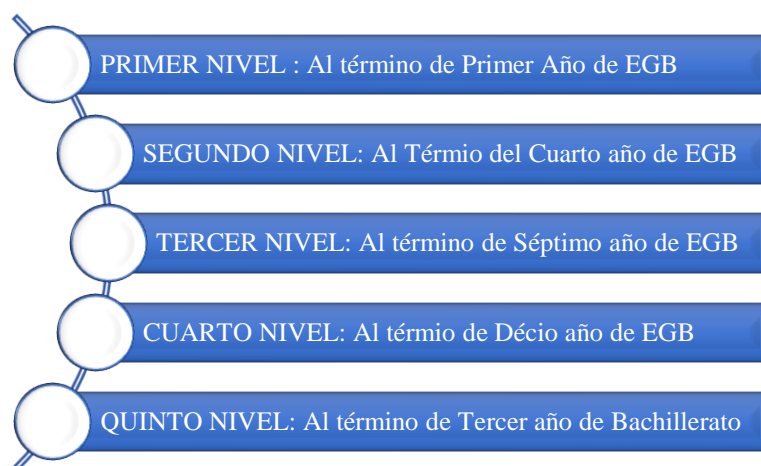 PRIMER NIVEL : Al término de Primer Año de EGB
SEGUNDO NIVEL: Al Térmio del Cuarto año de EGB
TERCER NIVEL: Al término de Séptimo año de EGB
CUARTO NIVEL: Al térmio de Décio año de EGB
QUINTO NIVEL: Al término de Tercer año de Bachillerato